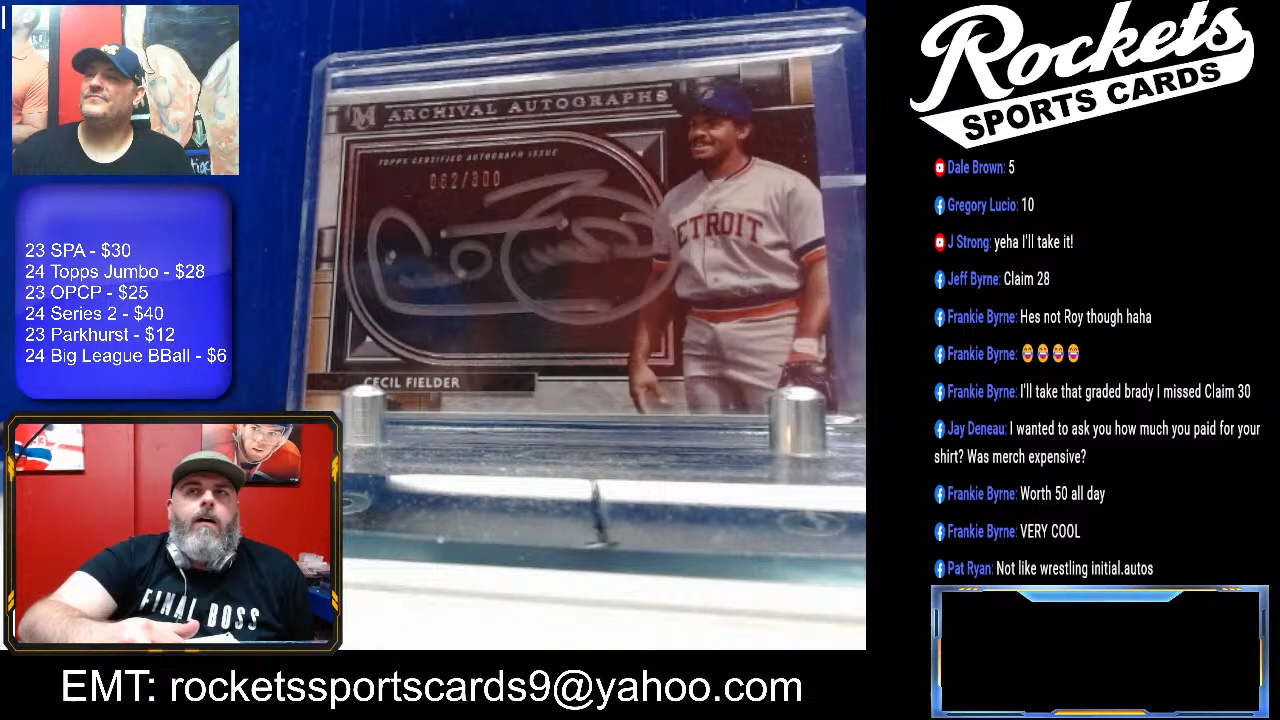 Rockets
SPORTS CARDS
23 SPA - $30
24 Topps Jumbo - $28
23 OPCP - $25
24 Series 2 - $40
23 Parkhurst - $12
24 Big League BBall - $6
ARCHIVAL AUTOGRAPHS
TOPPS CERTIFIED AUTOGRAPH ISSUE
062/300
DETROIT
CECIL FIELDER
FINAL BOSS
Dale Brown: 5
Gregory Lucio: 10
J Strong: yeha I'll take it!
Jeff Byrne: Claim 28
Frankie Byrne: Hes not Roy though haha
Frankie Byrne: 🤣🤣🤣🤣
Frankie Byrne: I'll take that graded brady I missed Claim 30
Jay Deneau: I wanted to ask you how much you paid for your
shirt? Was merch expensive?
Frankie Byrne: Worth 50 all day
Frankie Byrne: VERY COOL
Pat Ryan: Not like wrestling initial.autos
EMT: rocketssportscards9@yahoo.com